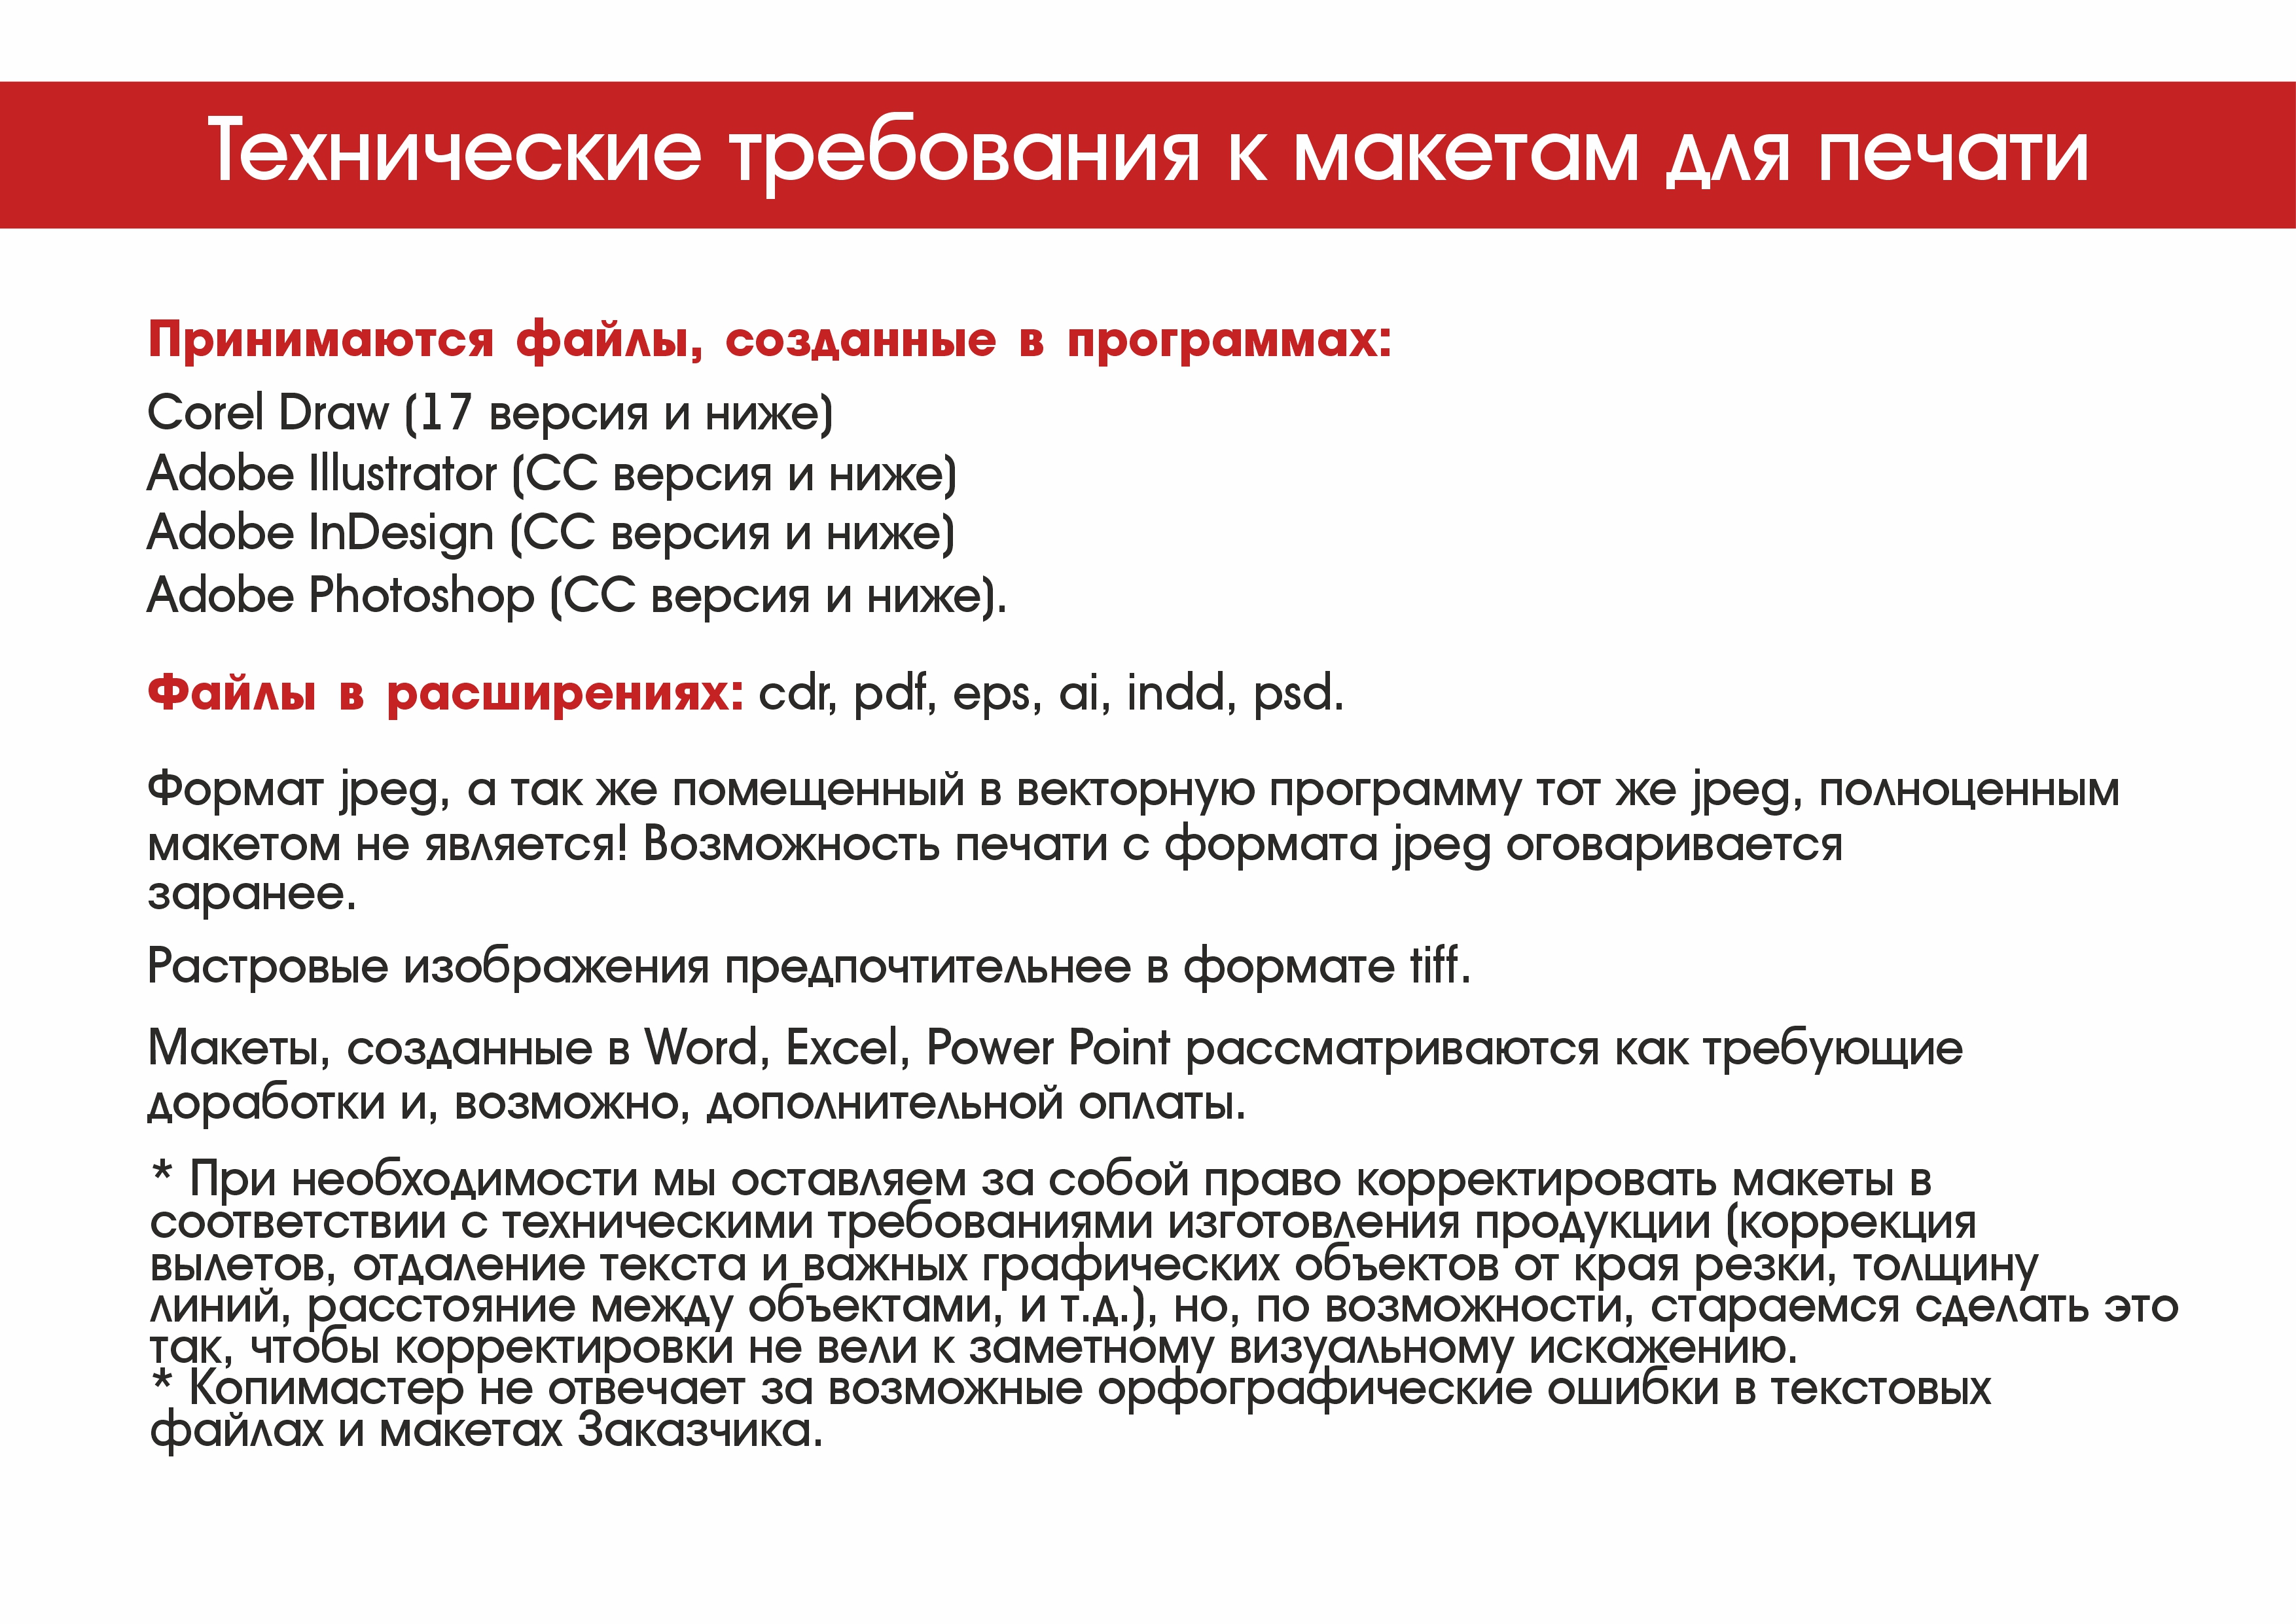 Технические требования к макетам для печати
Принимаются файлы, созданные в программах:
Corel Draw (17 версия и ниже)
Adobe Illustrator (CC версия и ниже)
Adobe InDesign (CC версия и ниже)
Adobe Photoshop (CC версия и ниже).
Файлы в расширениях: cdr, pdf, eps, ai, indd, psd.
Формат jpeg, а так же помещенный в векторную программу тот же jpeg, полноценным
макетом не является! Возможность печати с формата jpeg оговаривается
заранее.
Растровые изображения предпочтительнее в формате tiff.
Макеты, созданные в Word, Excel, Power Point рассматриваются как требующие
доработки и, возможно, дополнительной оплаты.
* При необходимости мы оставляем за собой право корректировать макеты в
соответствии с техническими требованиями изготовления продукции (коррекция
вылетов, отдаление текста и важных графических объектов от края резки, толщину
линий, расстояние между объектами, и т.д.), но, по возможности, стараемся сделать это
так, чтобы корректировки не вели к заметному визуальному искажению.
* Копимастер не отвечает за возможные орфографические ошибки в текстовых
файлах и макетах Заказчика.